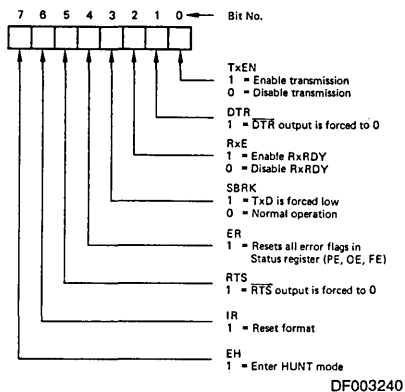 7 6 5 4 3 2 1 0 Bit No.
TxEN
1 = Enable transmission
0 = Disable transmission
DTR
1 = DTR output is forced to 0
RxE
1 = Enable RxRDY
0 = Disable RxRDY
SBRK
1 = TxD is forced low
0 = Normal operation
ER
1 = Resets all error flags in
Status register (PE, OE, FE)
RTS
1 = RTS output is forced to 0
IR
1 = Reset format
EH
1 = Enter HUNT mode
DF003240